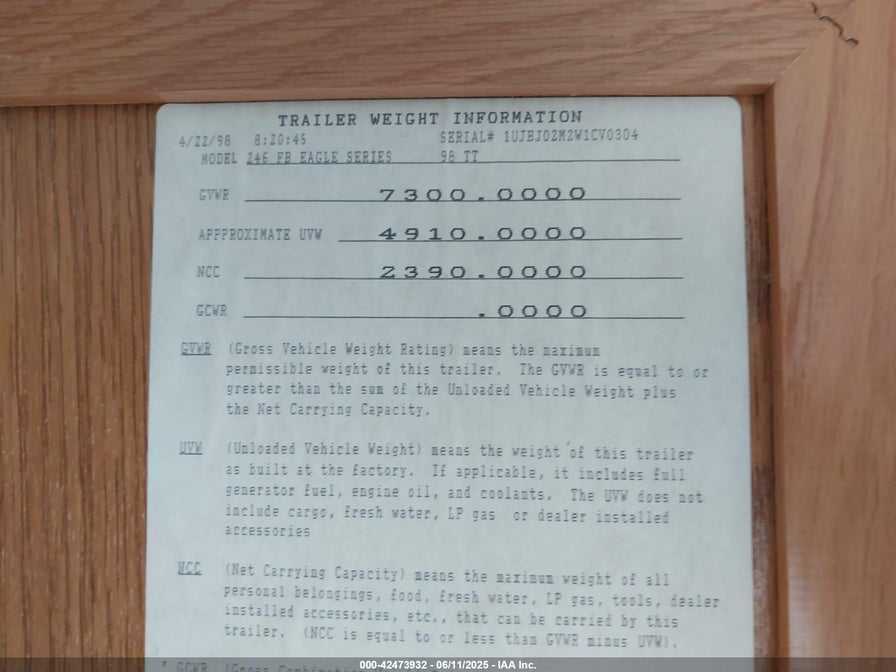 TRAILER WEIGHT INFORMATION
4/22/98 8:20:45 SERIAL# 1UJBJ02M2W1CV0304
MODEL 246 FB EAGLE SERIES 98 TT
GVWR 7300.0000
APPPROXIMATE UVW 4910.0000
NCC 2390.0000
GCWR .0000
GVWR (Gross Vehicle Weight Rating) means the maximum
permissible weight of this trailer. The GVWR is equal to or
greater than the sum of the Unloaded Vehicle Weight plus
the Net Carrying Capacity.
UVW (Unloaded Vehicle Weight) means the weight of this trailer
as built at the factory. If applicable, it includes full
generator fuel, engine oil, and coolants. The UVW does not
include cargo, fresh water, LP gas or dealer installed
accessories
NCC (Net Carrying Capacity) means the maximum weight of all
personal belongings, food, fresh water, LP gas, tools, dealer
installed accessories, etc., that can be carried by this
trailer. (NCC is equal to or less than GVWR minus UVW).
* GCWR (Gross
000-42473932 - 06/11/2025 - IAA Inc.